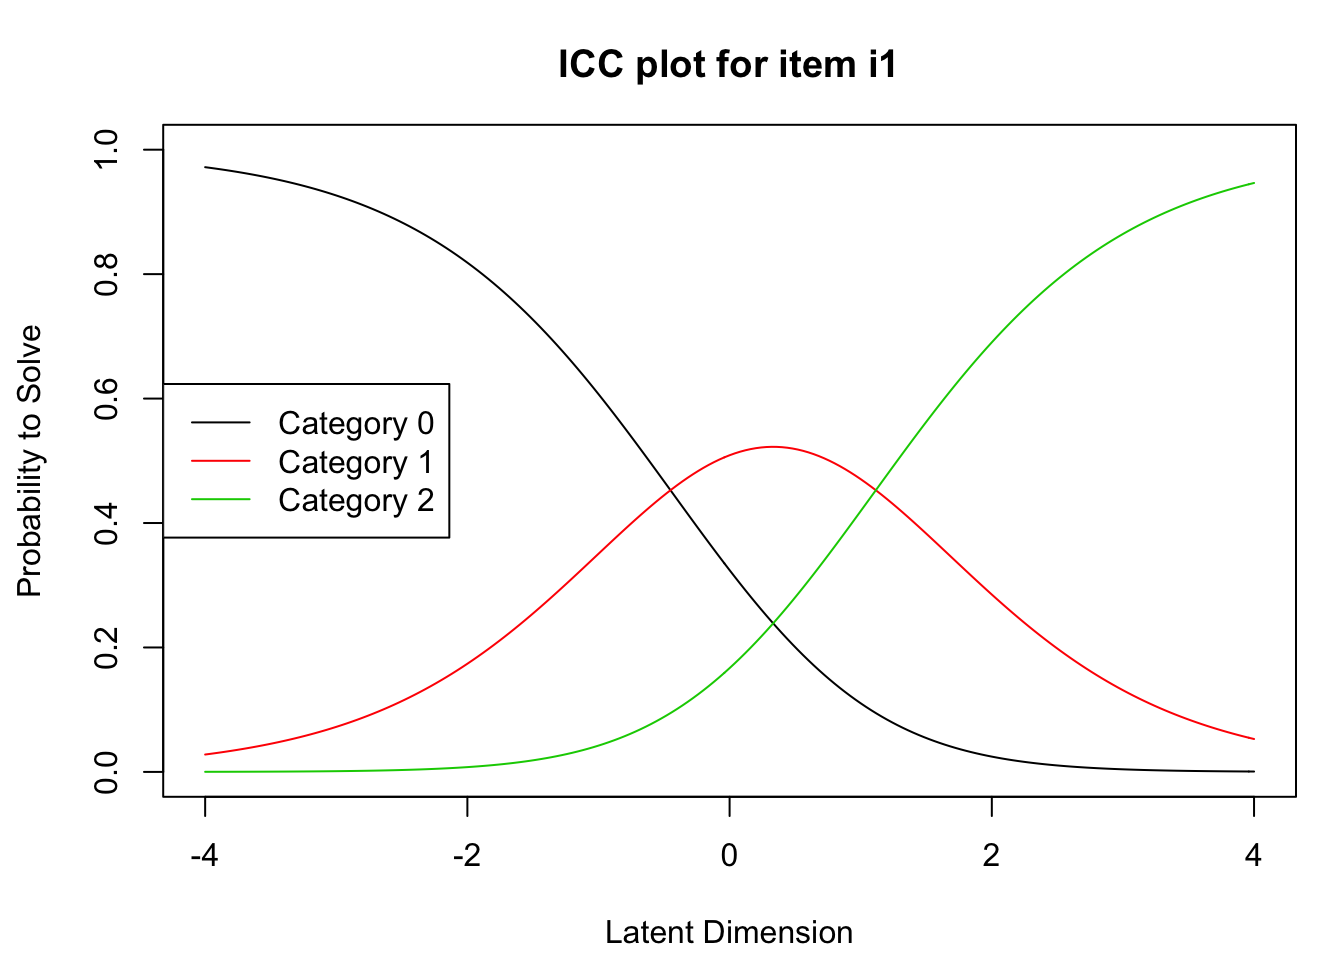 ICC plot for item i1
Probability to Solve
1.0
0.8
0.6
0.4
0.2
0.0
Category 0
Category 1
Category 2
-4
-2
0
2
4
Latent Dimension